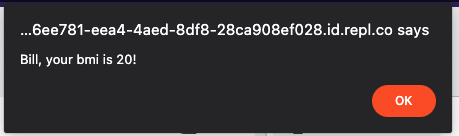 ...6ee781-eea4-4aed-8df8-28ca908ef028.id.repl.co says
Bill, your bmi is 20!
OK